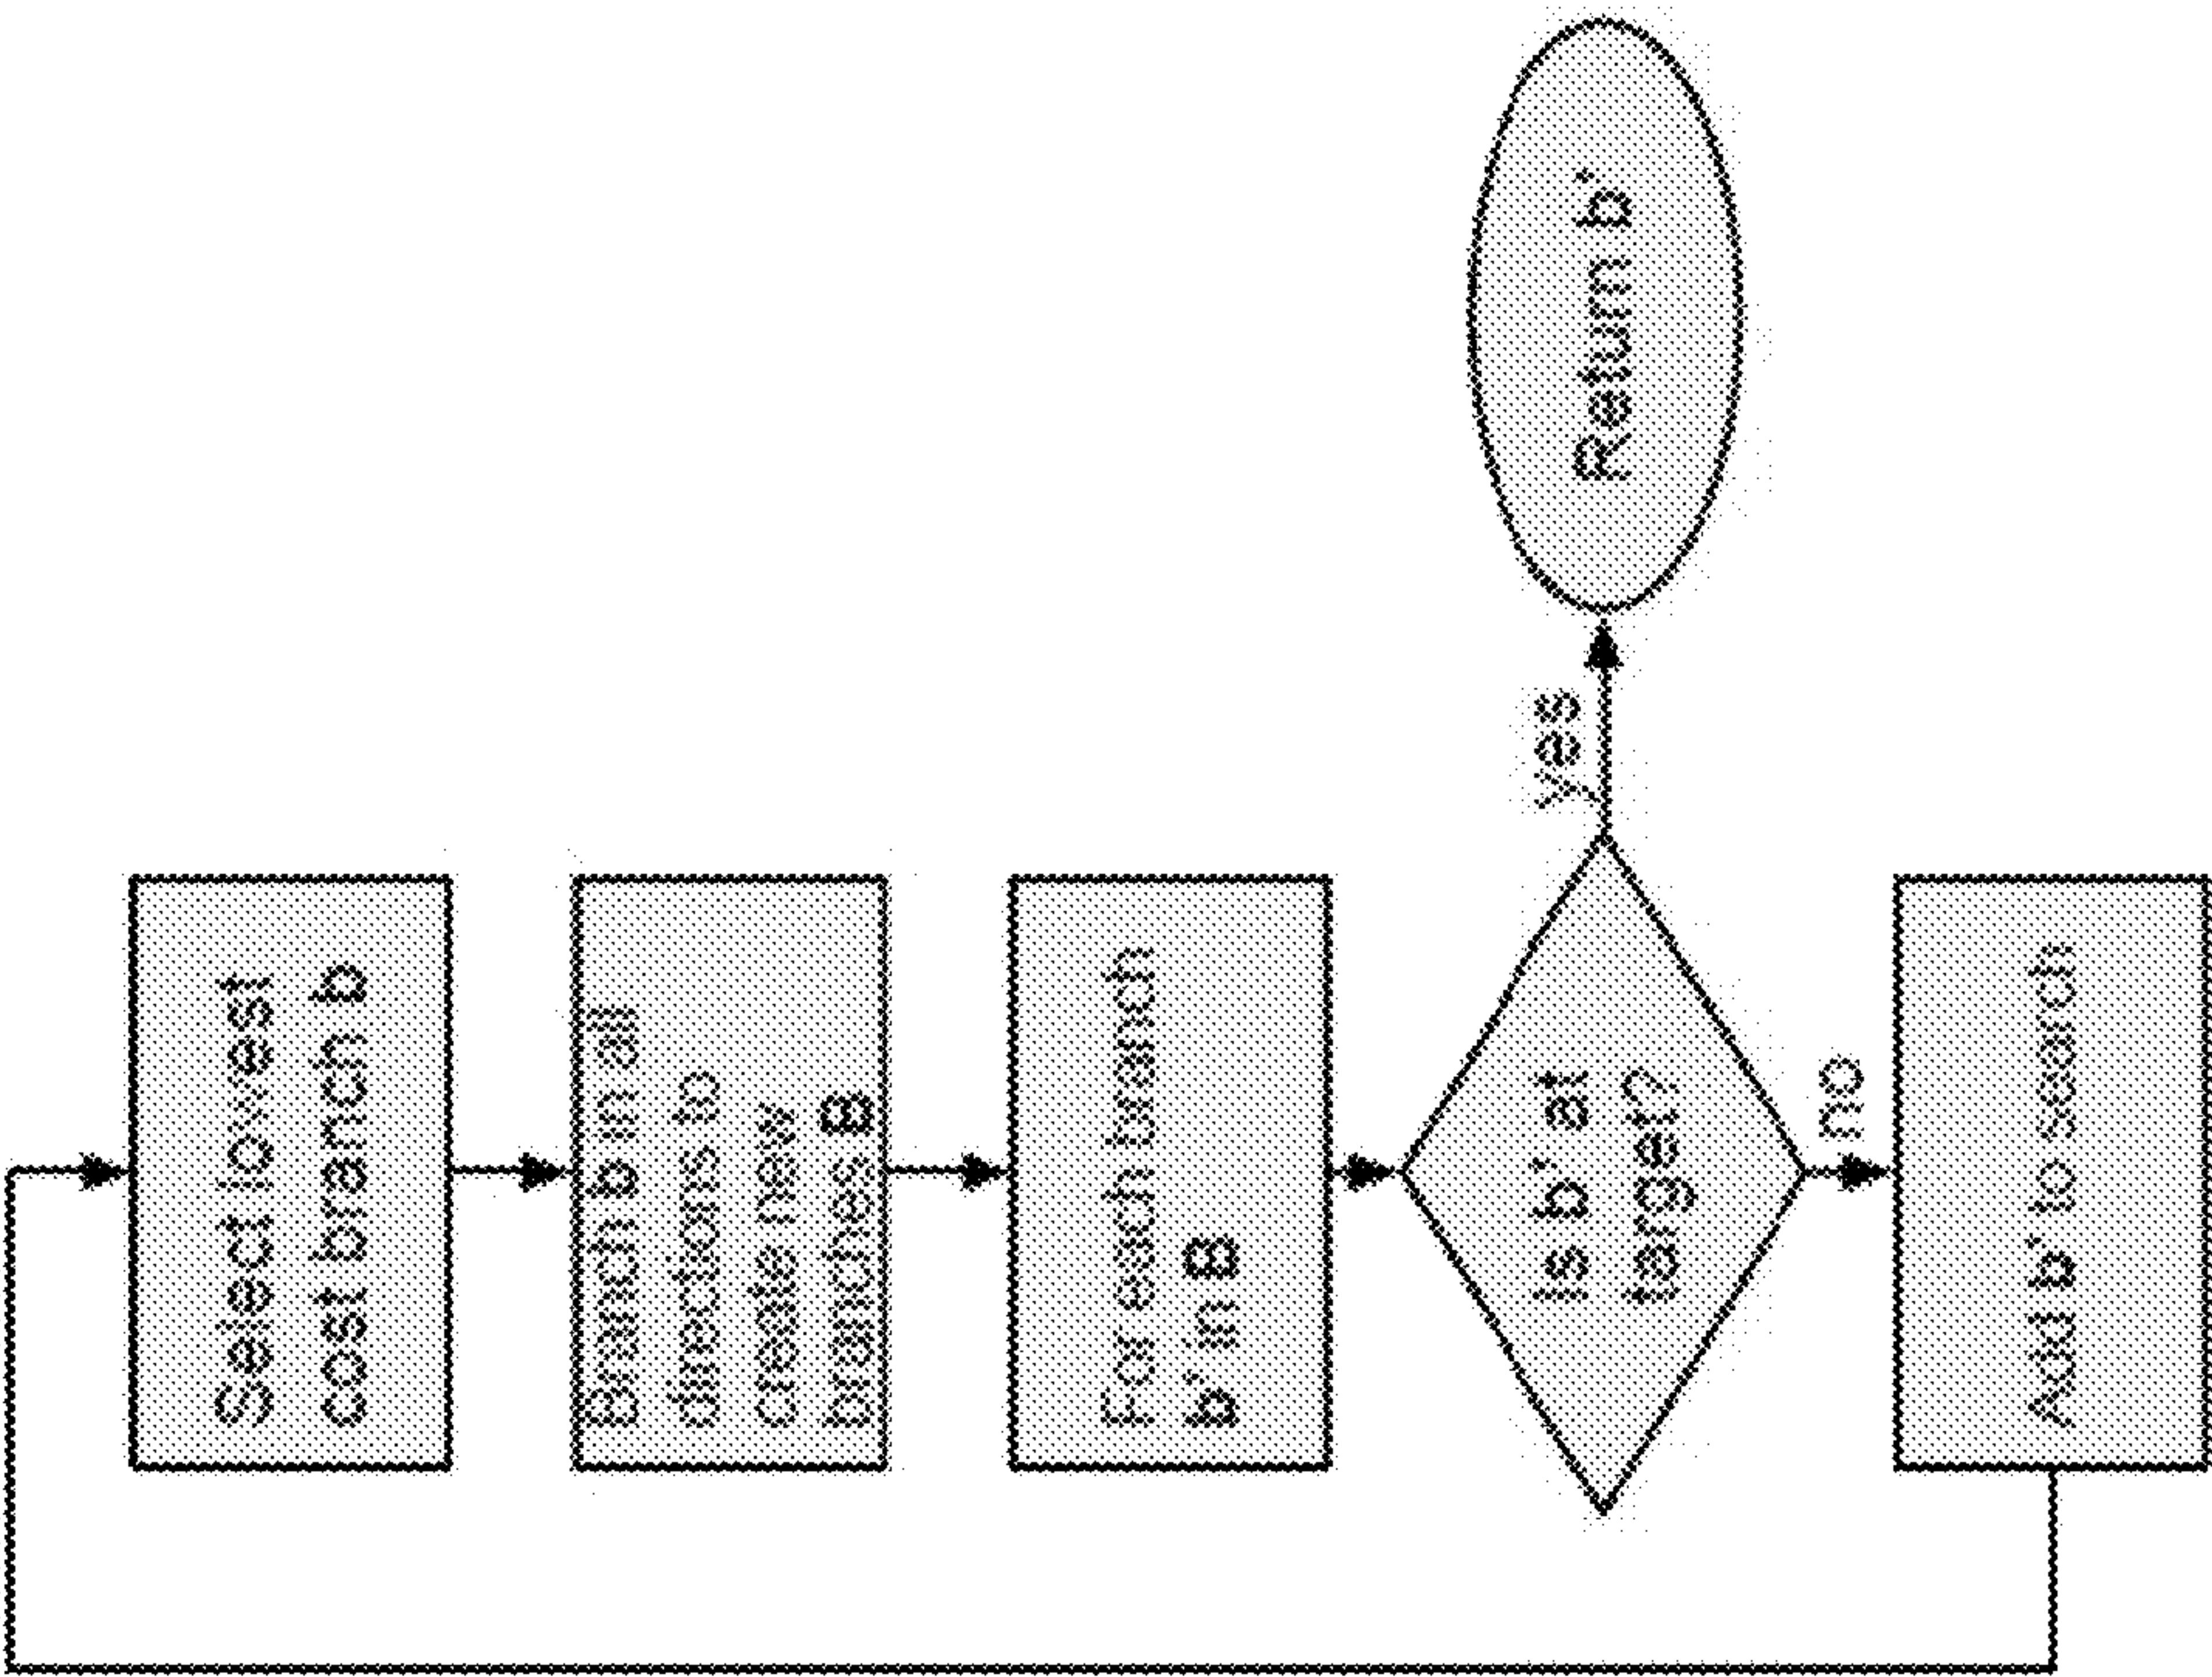 Select lowest
cost branch b
Branch b in all
directions to
create new
branches B
For each branch
b' in B
Is b' at
target?
yes
Return b'
no
Add b' to search